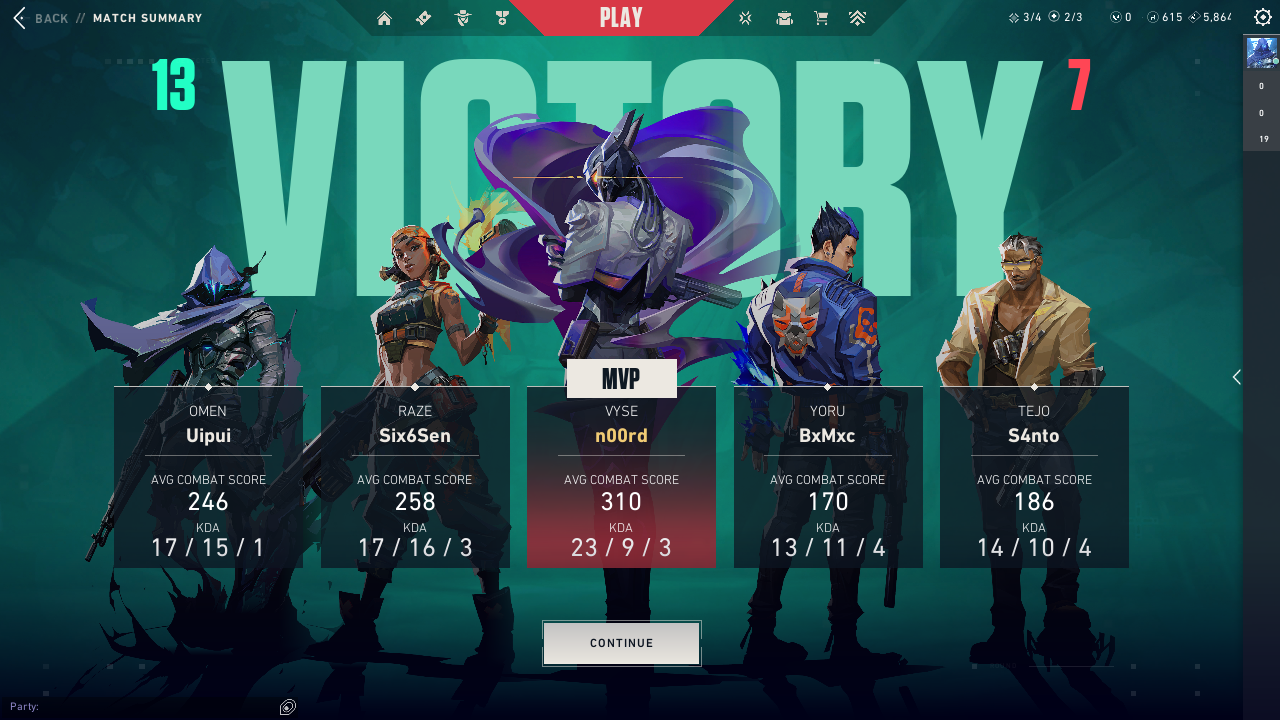 BACK // MATCH SUMMARY
PLAY
3/4 2/3 0 615 5,864
13
VICTORY
7
0
0
19
MVP
OMEN
Uipui
AVG COMBAT SCORE
246
KDA
17 / 15 / 1
RAZE
Six6Sen
AVG COMBAT SCORE
258
KDA
17 / 16 / 3
VYSE
n00rd
AVG COMBAT SCORE
310
KDA
23 / 9 / 3
YORU
BxMxc
AVG COMBAT SCORE
170
KDA
13 / 11 / 4
TEJO
S4nto
AVG COMBAT SCORE
186
KDA
14 / 10 / 4
CONTINUE
Party: